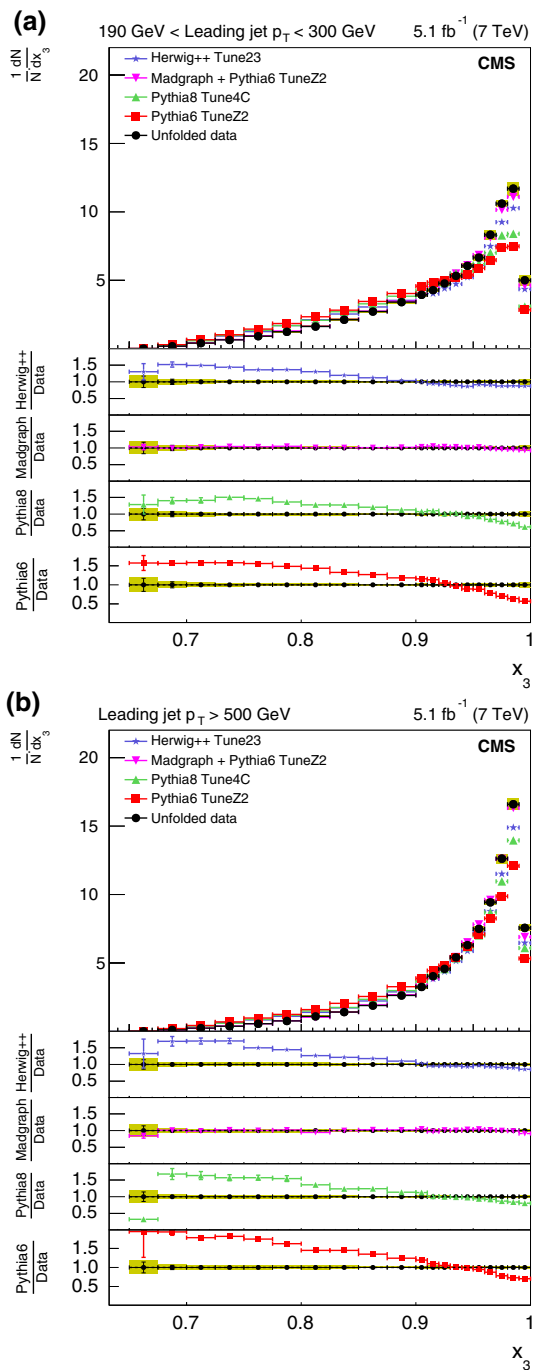 (a)
190 GeV < Leading jet p_T < 300 GeV 5.1 fb⁻¹ (7 TeV)
1 dN
N dx₃
20
15
10
5
CMS
Herwig++ Tune23
Madgraph + Pythia6 TuneZ2
Pythia8 Tune4C
Pythia6 TuneZ2
Unfolded data
Herwig++
Data
1.5
1.0
0.5
Madgraph
Data
1.5
1.0
0.5
Pythia8
Data
1.5
1.0
0.5
Pythia6
Data
1.5
1.0
0.5
0.7 0.8 0.9 1
x₃
(b)
Leading jet p_T > 500 GeV 5.1 fb⁻¹ (7 TeV)
1 dN
N dx₃
20
15
10
5
CMS
Herwig++ Tune23
Madgraph + Pythia6 TuneZ2
Pythia8 Tune4C
Pythia6 TuneZ2
Unfolded data
Herwig++
Data
1.5
1.0
0.5
Madgraph
Data
1.5
1.0
0.5
Pythia8
Data
1.5
1.0
0.5
Pythia6
Data
1.5
1.0
0.5
0.7 0.8 0.9 1
x₃